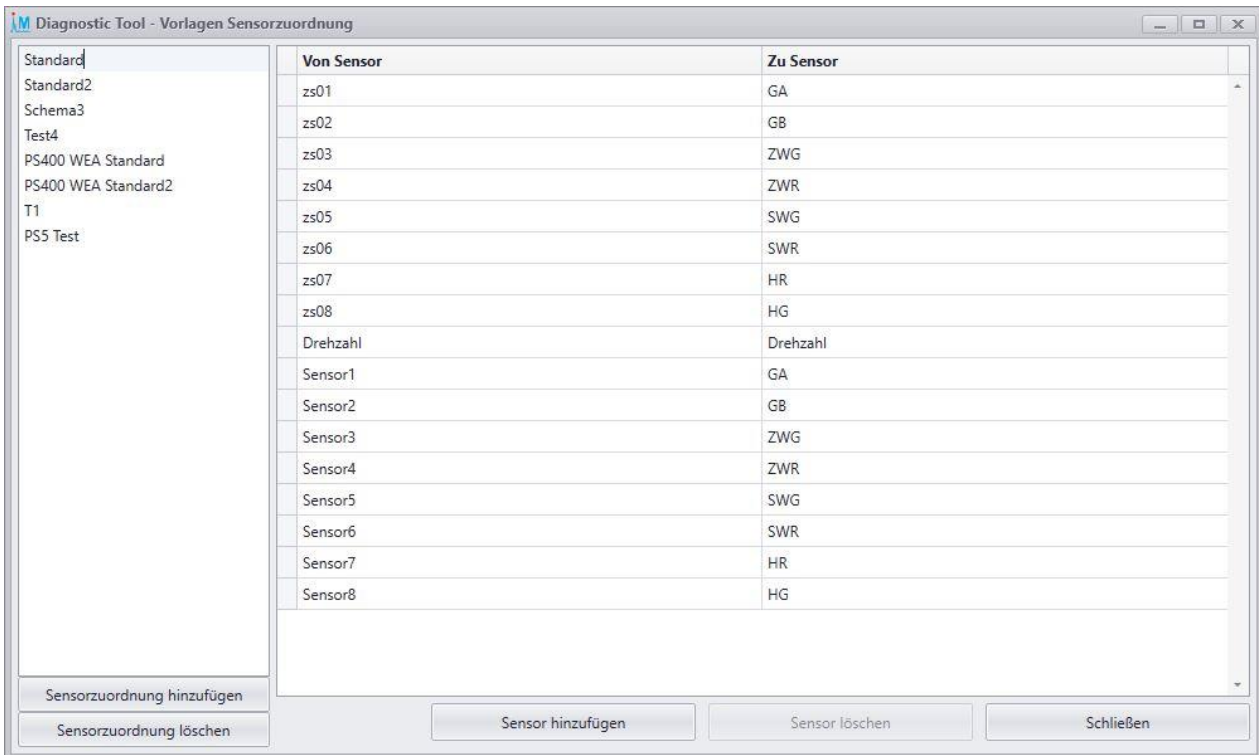 Diagnostic Tool - Vorlagen Sensorzuordnung
Standard
Standard2
Schema3
Test4
PS400 WEA Standard
PS400 WEA Standard2
T1
PS5 Test
Sensorzuordnung hinzufügen
Sensorzuordnung löschen
Von Sensor Zu Sensor
zs01 GA
zs02 GB
zs03 ZWG
zs04 ZWR
zs05 SWG
zs06 SWR
zs07 HR
zs08 HG
Drehzahl Drehzahl
Sensor1 GA
Sensor2 GB
Sensor3 ZWG
Sensor4 ZWR
Sensor5 SWG
Sensor6 SWR
Sensor7 HR
Sensor8 HG
Sensor hinzufügen Sensor löschen Schließen